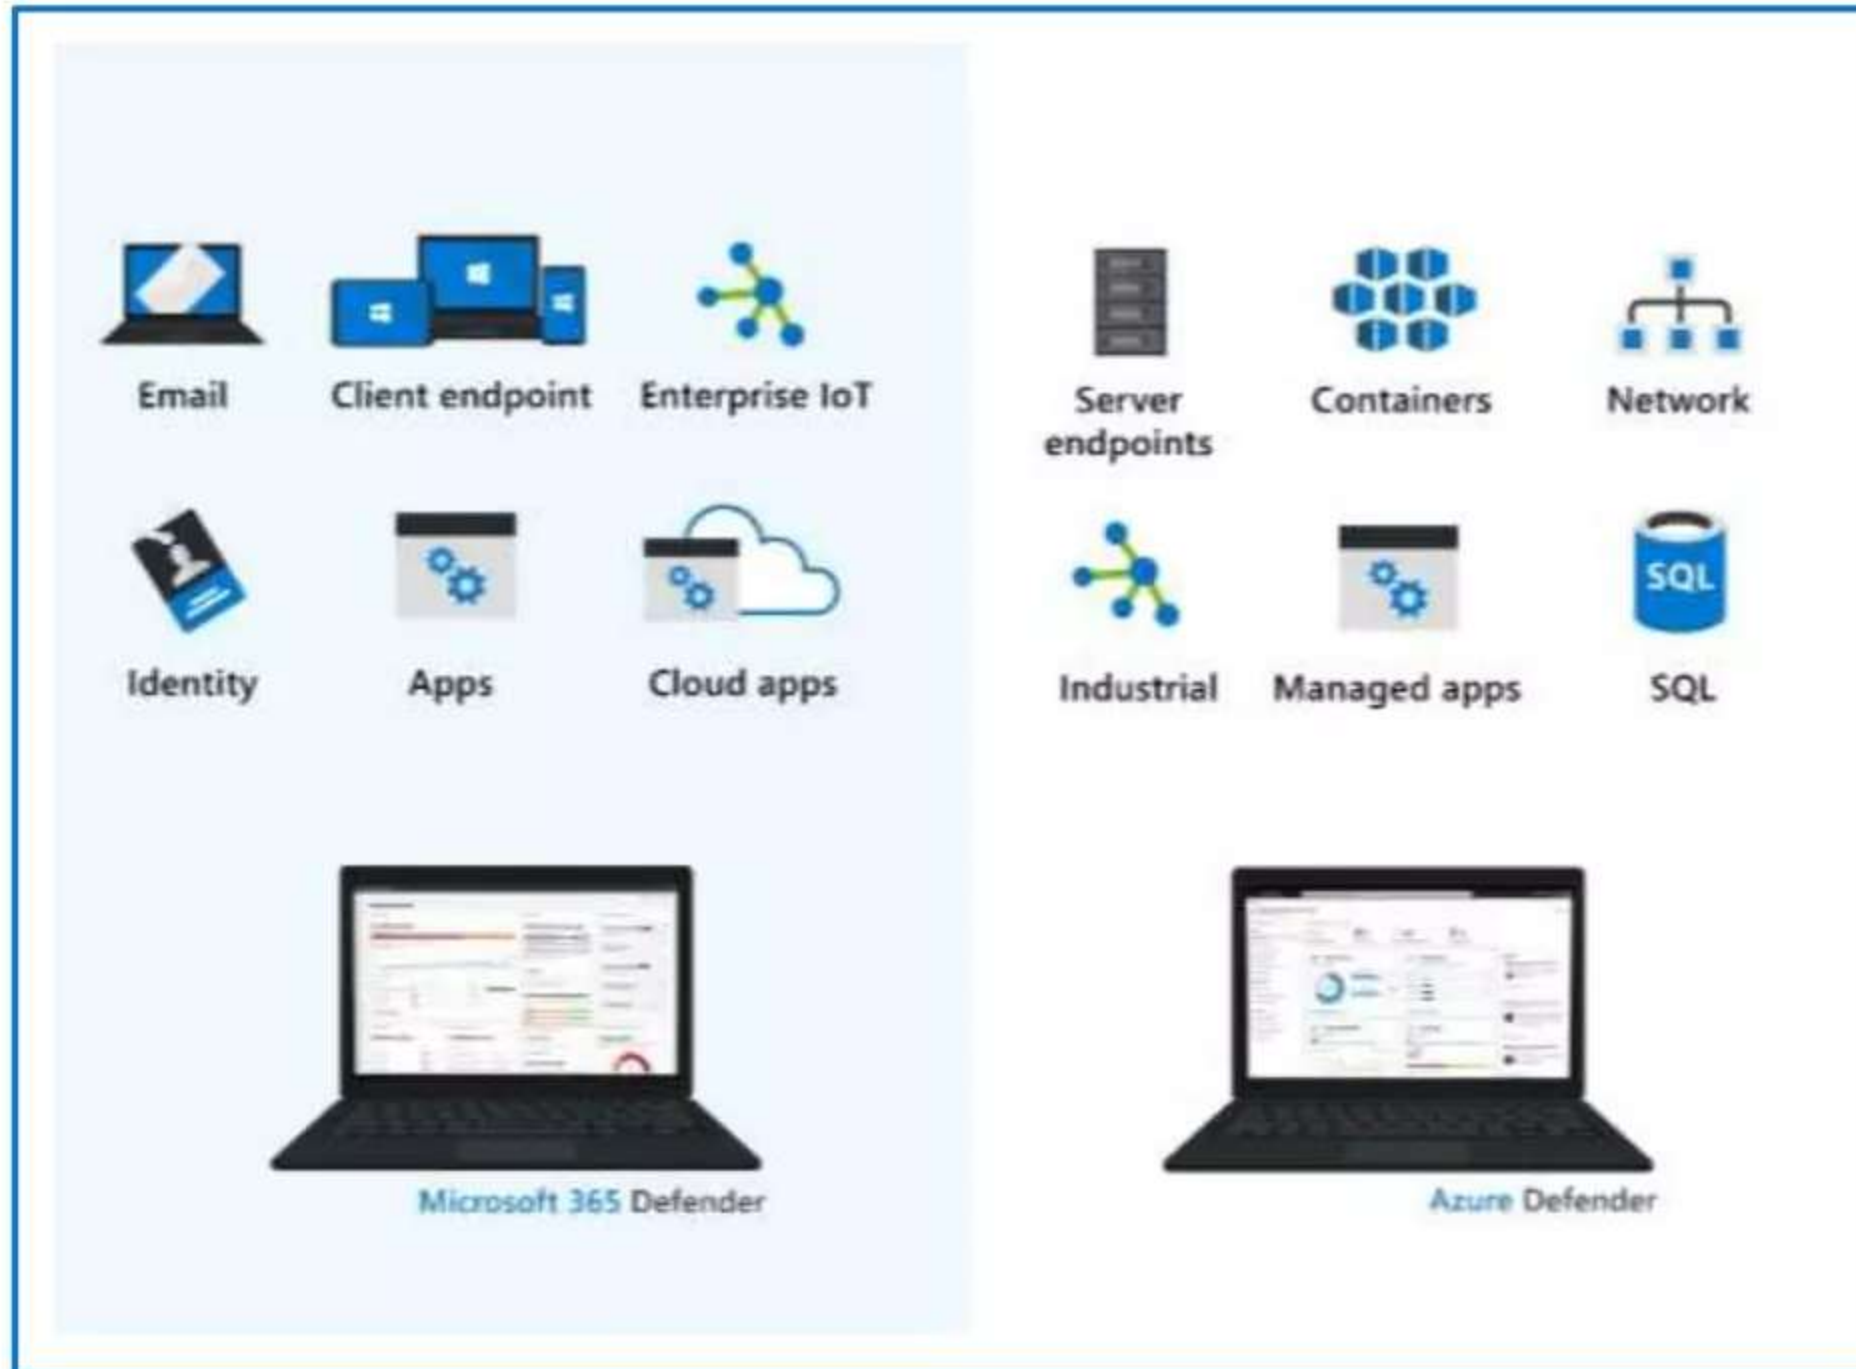 Email
Client endpoint
Enterprise IoT
Identity
Apps
Cloud apps
Microsoft 365 Defender
Server
endpoints
Containers
Network
Industrial
Managed apps
SQL
SQL
Azure Defender